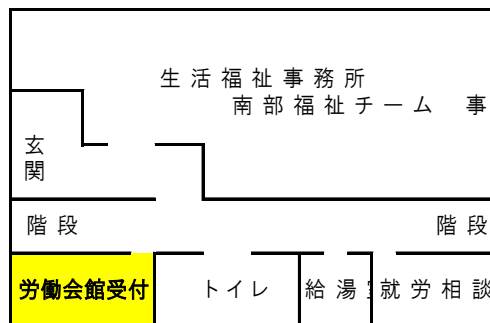 生活福祉事務所
南部福祉チーム 事
玄
関
階段 階段
労働会館受付 トイレ 給湯 就労相談